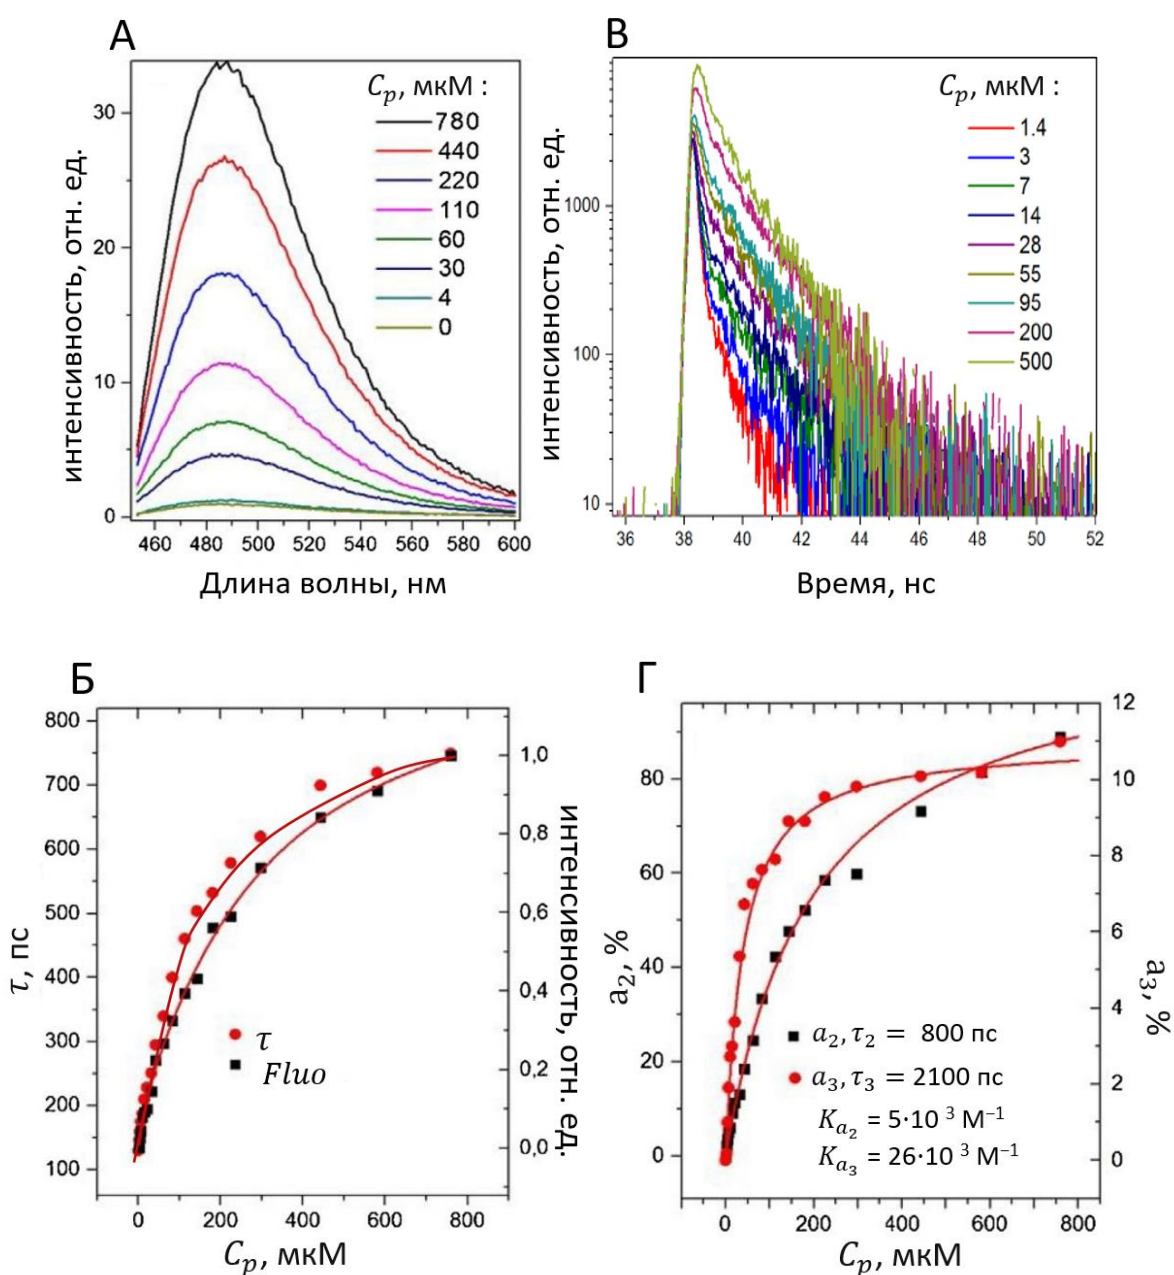 А
интенсивность, отн. ед.
30
20
10
0
C_p, мкМ :
780
440
220
110
60
30
4
0
460 480 500 520 540 560 580 600
Длина волны, нм
В
интенсивность, отн. ед.
1000
100
10
C_p, мкМ :
1.4
3
7
14
28
55
95
200
500
36 38 40 42 44 46 48 50 52
Время, нс
Б
τ, пс
800
700
600
500
400
300
200
100
τ
Fluo
1,0
0,8
0,6
0,4
0,2
0,0
интенсивность, отн. ед.
0 200 400 600 800
C_p, мкМ
Г
a₂, %
80
60
40
20
0
a₂, τ₂ = 800 пс
a₃, τ₃ = 2100 пс
K_a₂ = 5·10 ³ M⁻¹
K_a₃ = 26·10 ³ M⁻¹
12
10
8
6
4
2
0
a₃, %
0 200 400 600 800
C_p, мкМ